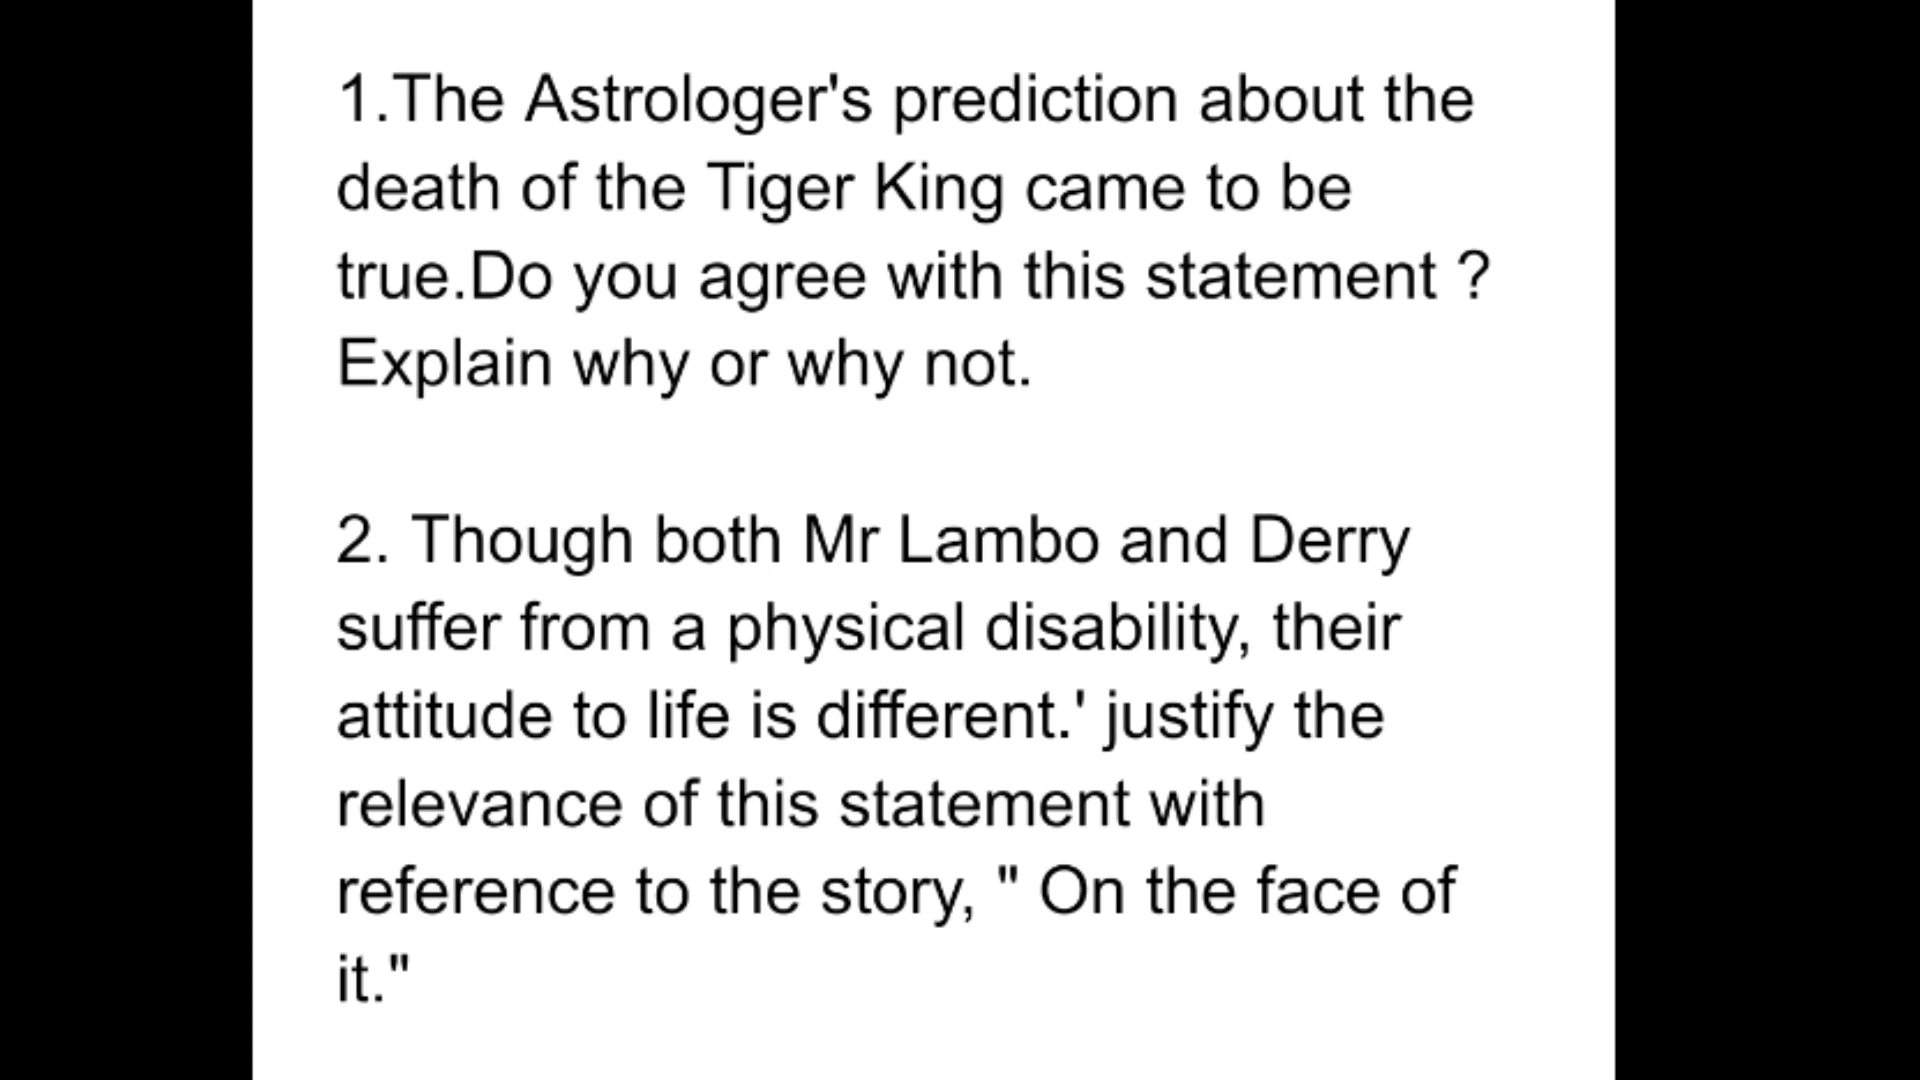 1.The Astrologer's prediction about the
death of the Tiger King came to be
true.Do you agree with this statement ?
Explain why or why not.
2. Though both Mr Lambo and Derry
suffer from a physical disability, their
attitude to life is different.' justify the
relevance of this statement with
reference to the story, " On the face of
it."